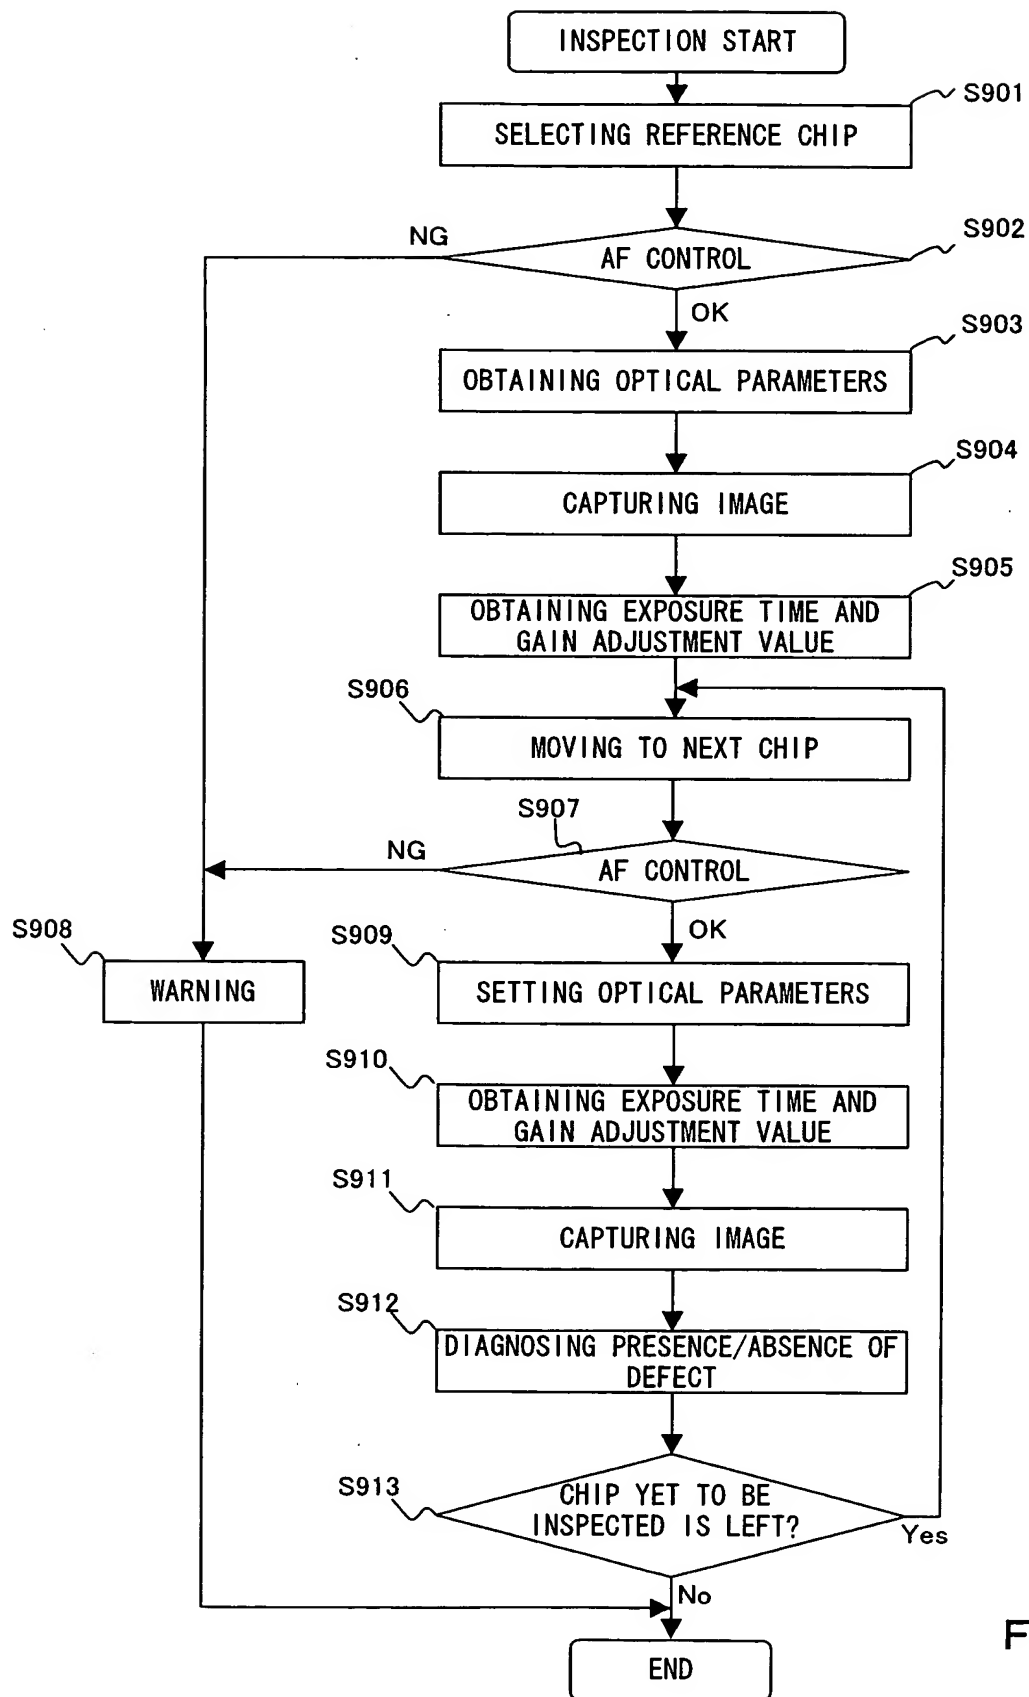 INSPECTION START
S901
SELECTING REFERENCE CHIP
S902
NG
AF CONTROL
OK
S903
OBTAINING OPTICAL PARAMETERS
S904
CAPTURING IMAGE
S905
OBTAINING EXPOSURE TIME AND
GAIN ADJUSTMENT VALUE
S906
MOVING TO NEXT CHIP
S907
NG
AF CONTROL
OK
S908
WARNING
S909
SETTING OPTICAL PARAMETERS
S910
OBTAINING EXPOSURE TIME AND
GAIN ADJUSTMENT VALUE
S911
CAPTURING IMAGE
S912
DIAGNOSING PRESENCE/ABSENCE OF
DEFECT
S913
CHIP YET TO BE
INSPECTED IS LEFT?
Yes
No
END
F